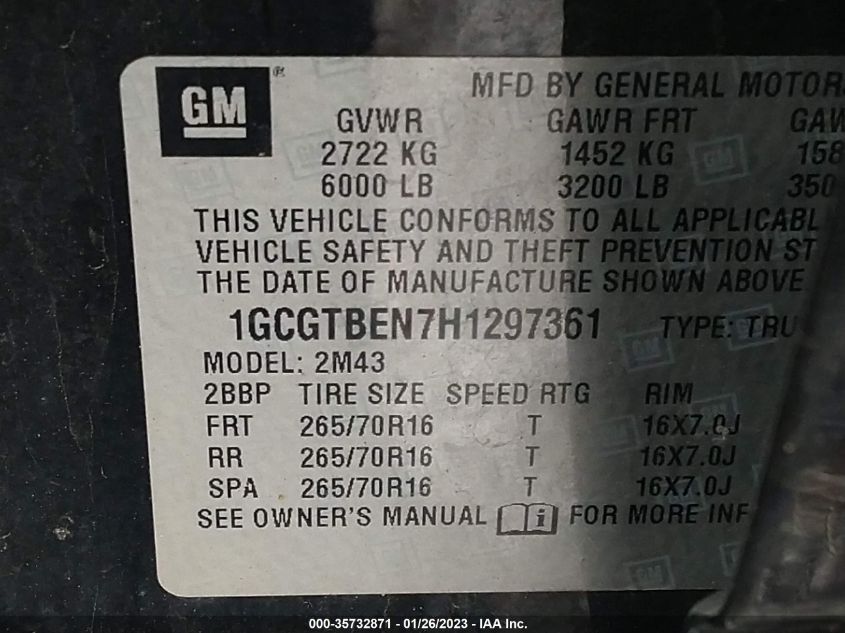 GM®
MFD BY GENERAL MOTOR
GVWR GAWR FRT GAW
2722 KG 1452 KG 158
6000 LB 3200 LB 350
THIS VEHICLE CONFORMS TO ALL APPLICABL
VEHICLE SAFETY AND THEFT PREVENTION ST
THE DATE OF MANUFACTURE SHOWN ABOVE
1GCGTBEN7H1297361 TYPE: TRU
MODEL: 2M43
2BBP TIRE SIZE SPEED RTG RIM
FRT 265/70R16 T 16X7.0J
RR 265/70R16 T 16X7.0J
SPA 265/70R16 T 16X7.0J
SEE OWNER'S MANUAL i FOR MORE INF
GM
GM
000-35732871 - 01/26/2023 - IAA Inc.